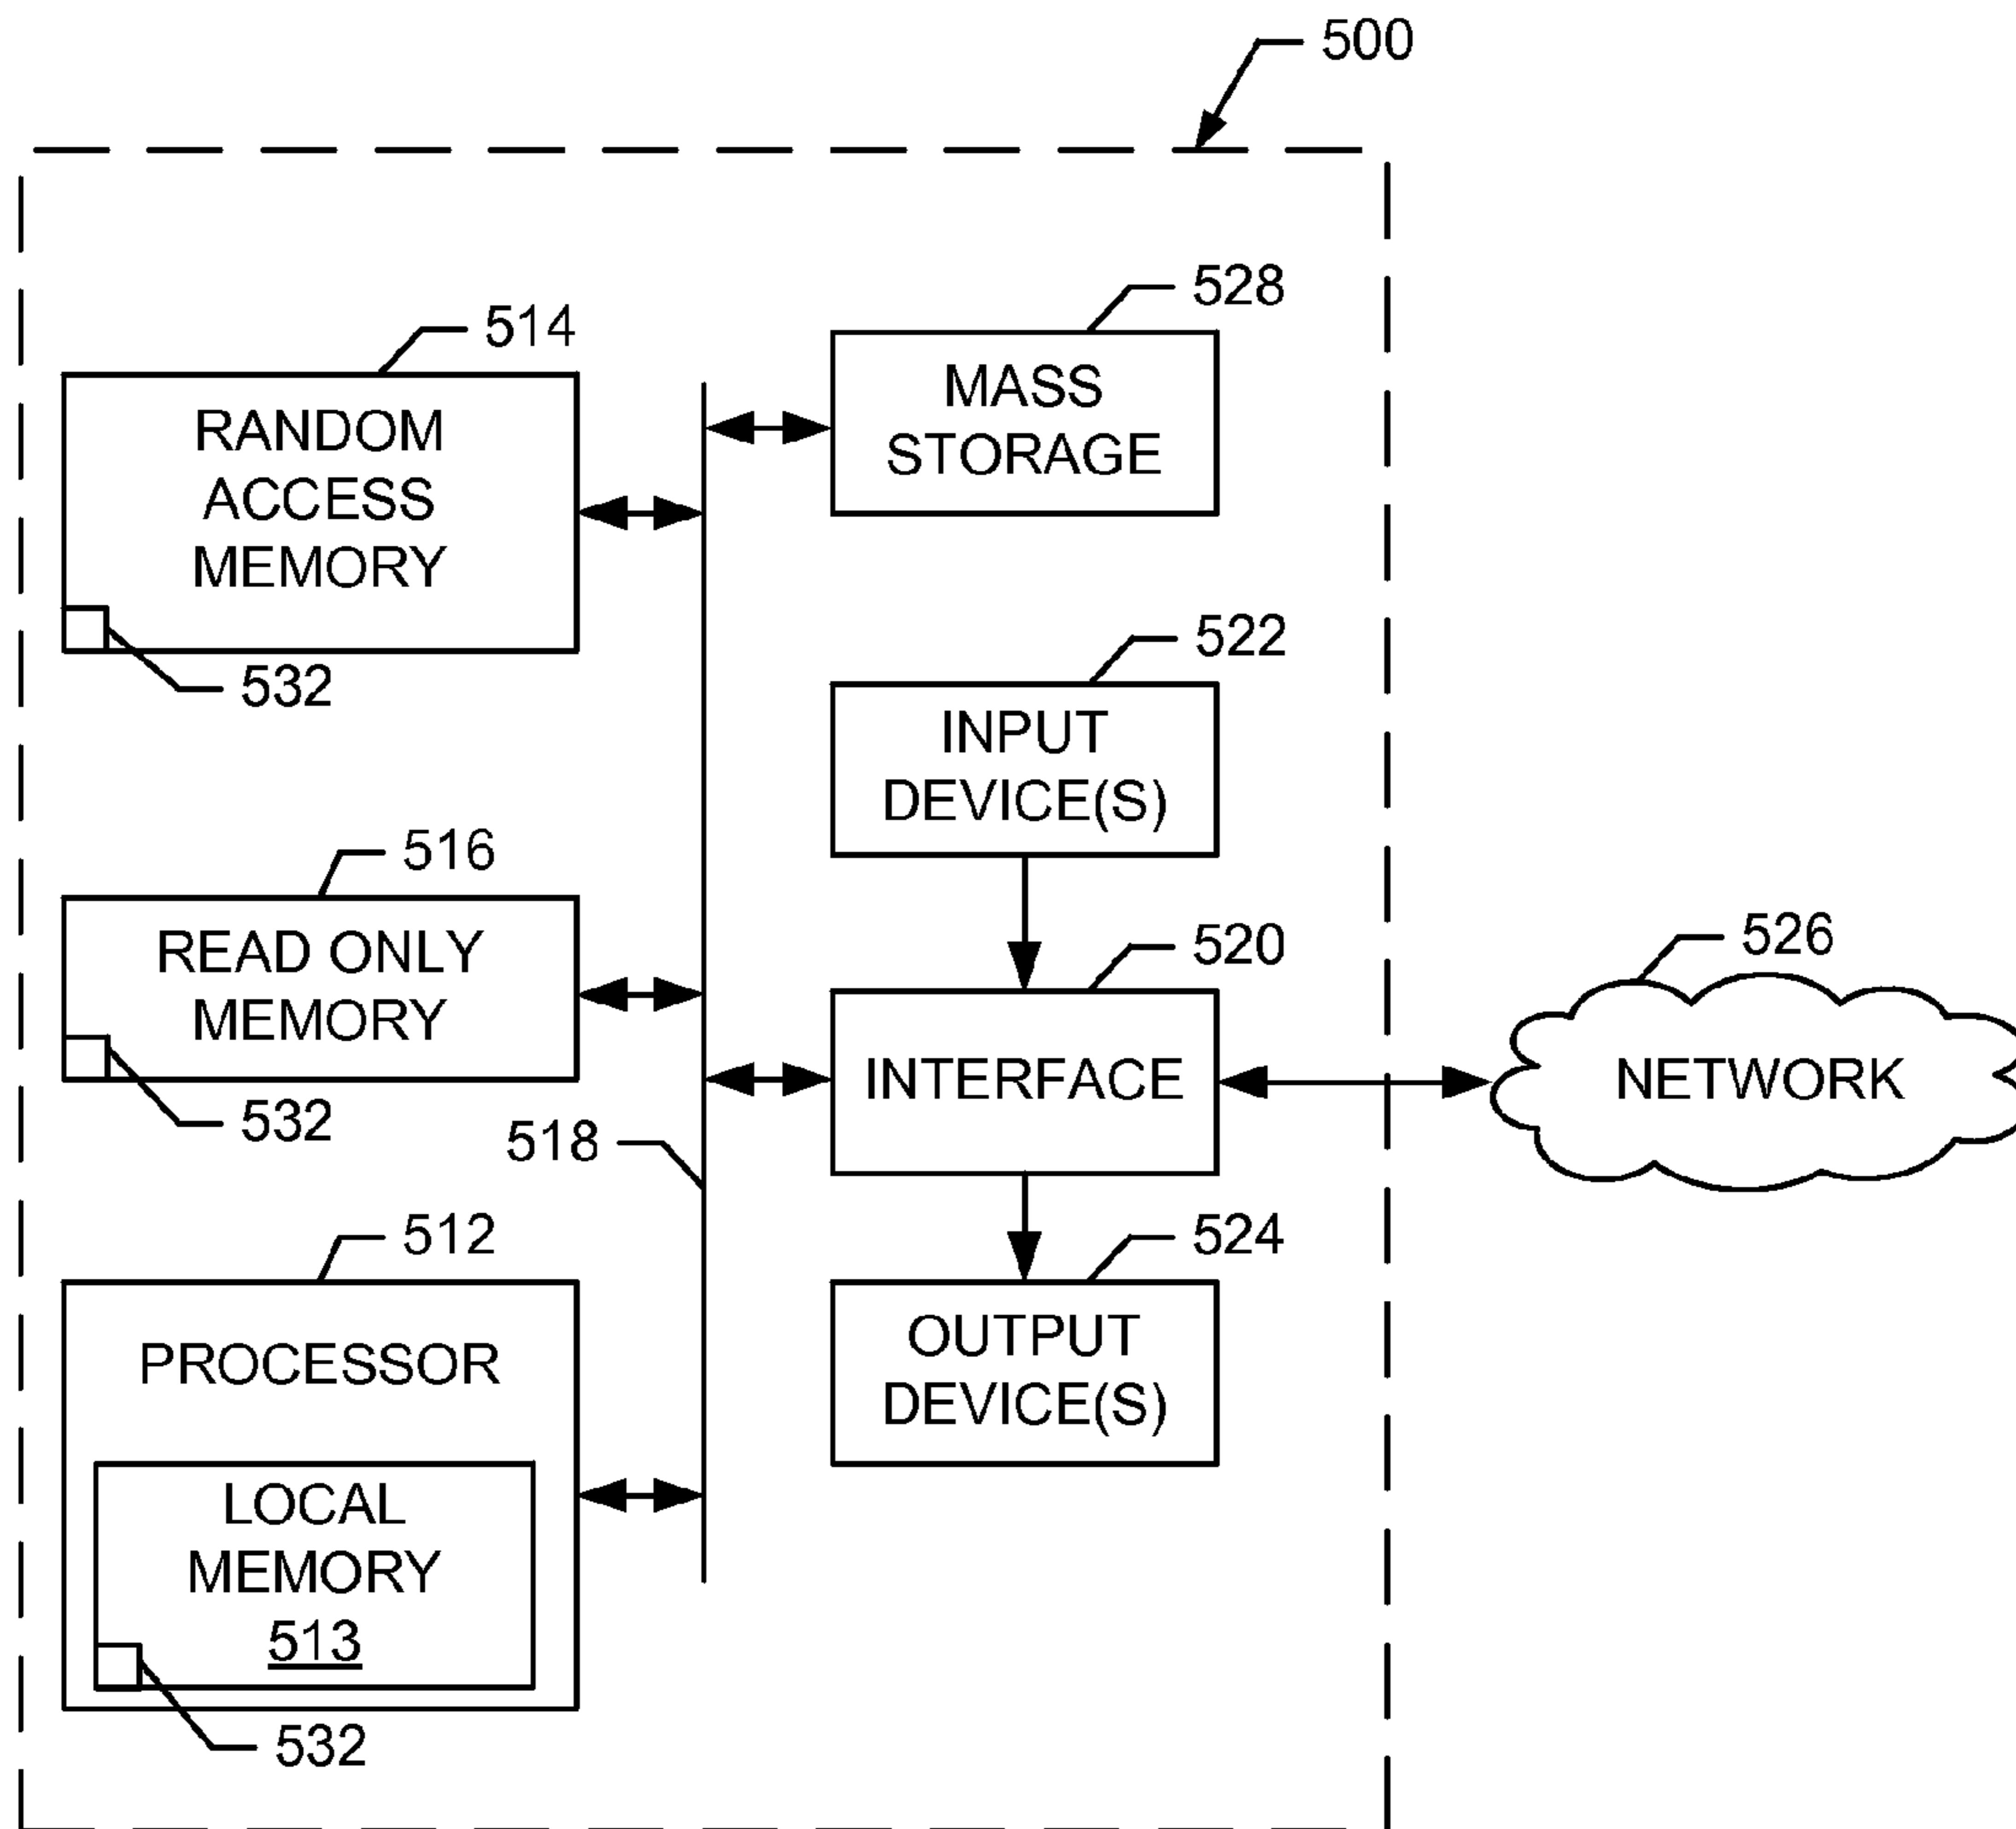 500
528
514
MASS
STORAGE
RANDOM
ACCESS
MEMORY
532
522
INPUT
DEVICE(S)
516
READ ONLY
MEMORY
532
520
INTERFACE
526
NETWORK
518
512
PROCESSOR
LOCAL
MEMORY
513
532
524
OUTPUT
DEVICE(S)